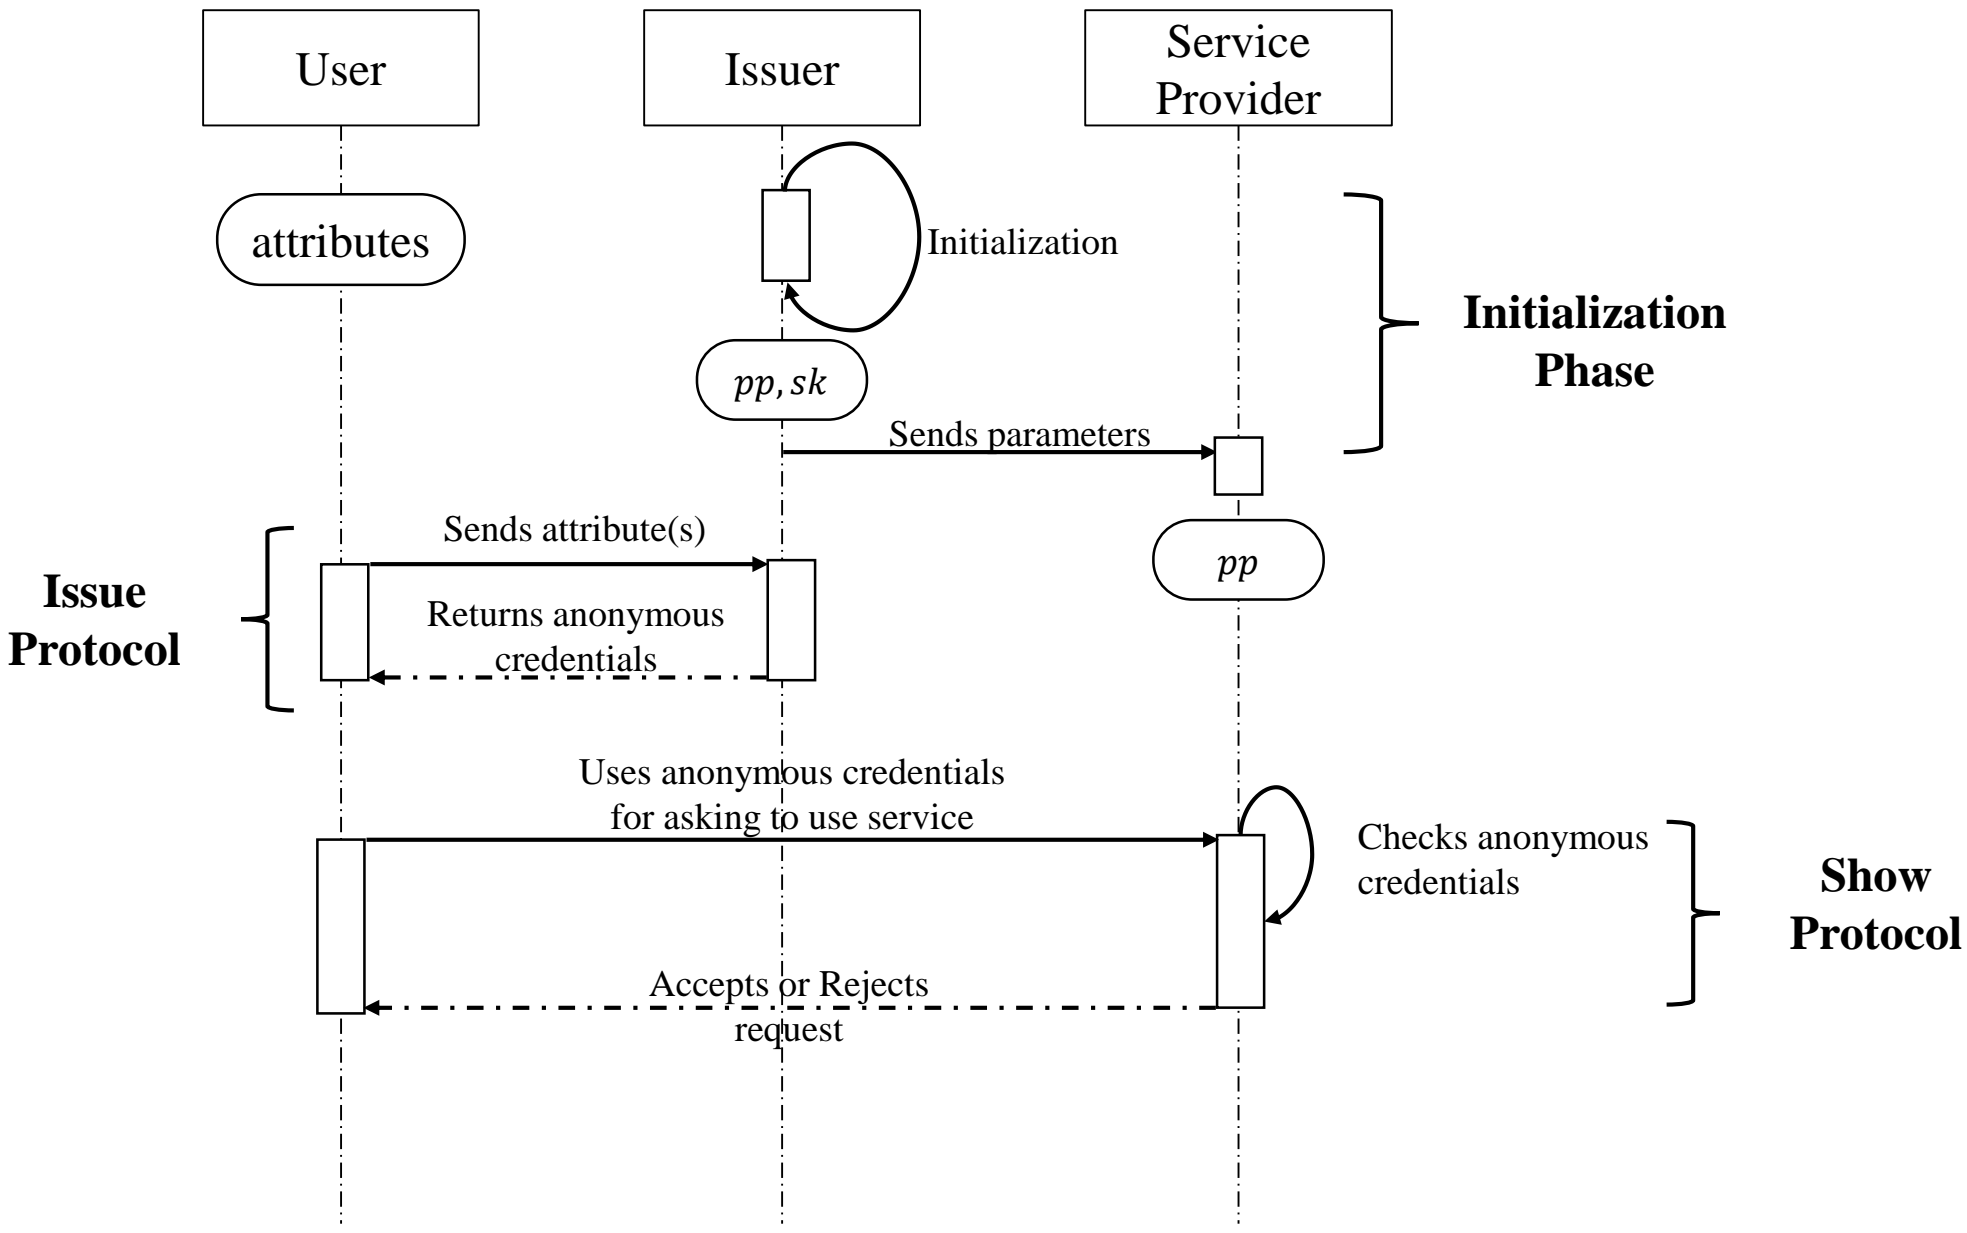 User
Issuer
Service
Provider
attributes
Initialization
Initialization
Phase
pp, sk
Sends parameters
Sends attribute(s)
pp
Issue
Protocol
Returns anonymous
credentials
Uses anonymous credentials
for asking to use service
Checks anonymous
credentials
Show
Protocol
Accepts or Rejects
request